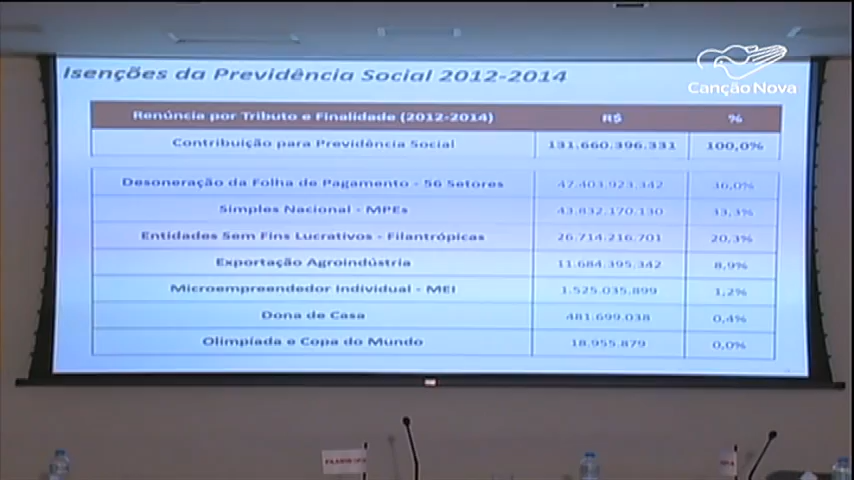 Isenções da Previdência Social 2012-2014
Canção Nova
Renúncia por Tributo e Finalidade (2012-2014) R$ %
Contribuição para Previdência Social 131.660.396.331 100,0%
Desoneração da Folha de Pagamento - 56 Setores 47.403.923.342 36,0%
Simples Nacional - MPEs 43.832.170.130 33,3%
Entidades Sem Fins Lucrativos - Filantrópicas 26.714.216.701 20,3%
Exportação Agroindústria 11.684.395.342 8,9%
Microempreendedor Individual - MEI 1.525.035.899 1,2%
Dona de Casa 481.699.038 0,4%
Olimpíada e Copa do Mundo 18.955.879 0,0%